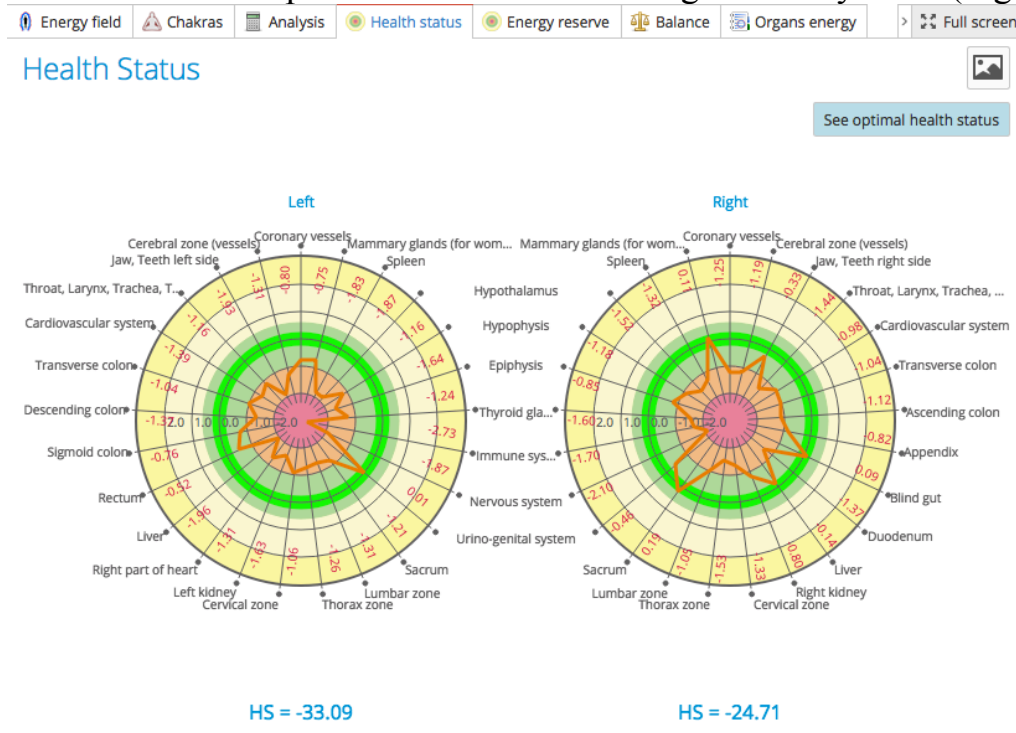 Energy field Chakras Analysis Health status Energy reserve Balance Organs energy > Full screen
Health Status
See optimal health status
Left
Right
Coronary vessels
Cerebral zone (vessels)
Mammary glands (for wom...
Jaw, Teeth left side
Spleen
Throat, Larynx, Trachea, T...
Hypothalamus
Cardiovascular system
Hypophysis
Transverse colon
Epiphysis
Descending colon
Thyroid gla...
Sigmoid colon
Immune sys...
Rectum
Nervous system
Liver
Urino-genital system
Right part of heart
Sacrum
Left kidney
Lumbar zone
Cervical zone
Thorax zone
-0.80
-0.75
-1.83
-1.87
-1.16
-1.64
-1.24
-2.73
-1.87
0.01
-1.21
-1.31
-1.26
-1.06
-1.63
-1.31
-1.96
-0.52
-0.76
-1.37
-1.04
-1.39
-1.16
-1.93
-1.31
2.0 1.0 0.0 -1.0 -2.0
Coronary vessels
Mammary glands (for wom...
Cerebral zone (vessels)
Spleen
Jaw, Teeth right side
Throat, Larynx, Trachea, ...
Cardiovascular system
Transverse colon
Ascending colon
Appendix
Blind gut
Duodenum
Liver
Sacrum
Right kidney
Lumbar zone
Thorax zone
Cervical zone
-1.25
-1.19
-0.33
-1.44
-0.98
-1.04
-1.12
-0.82
0.09
-1.37
-0.14
-0.80
-1.33
-1.53
-1.05
0.19
-0.46
-2.10
-1.70
-1.60
-0.85
-1.18
-1.52
-1.32
2.0 1.0 0.0 -2.0
HS = -33.09
HS = -24.71